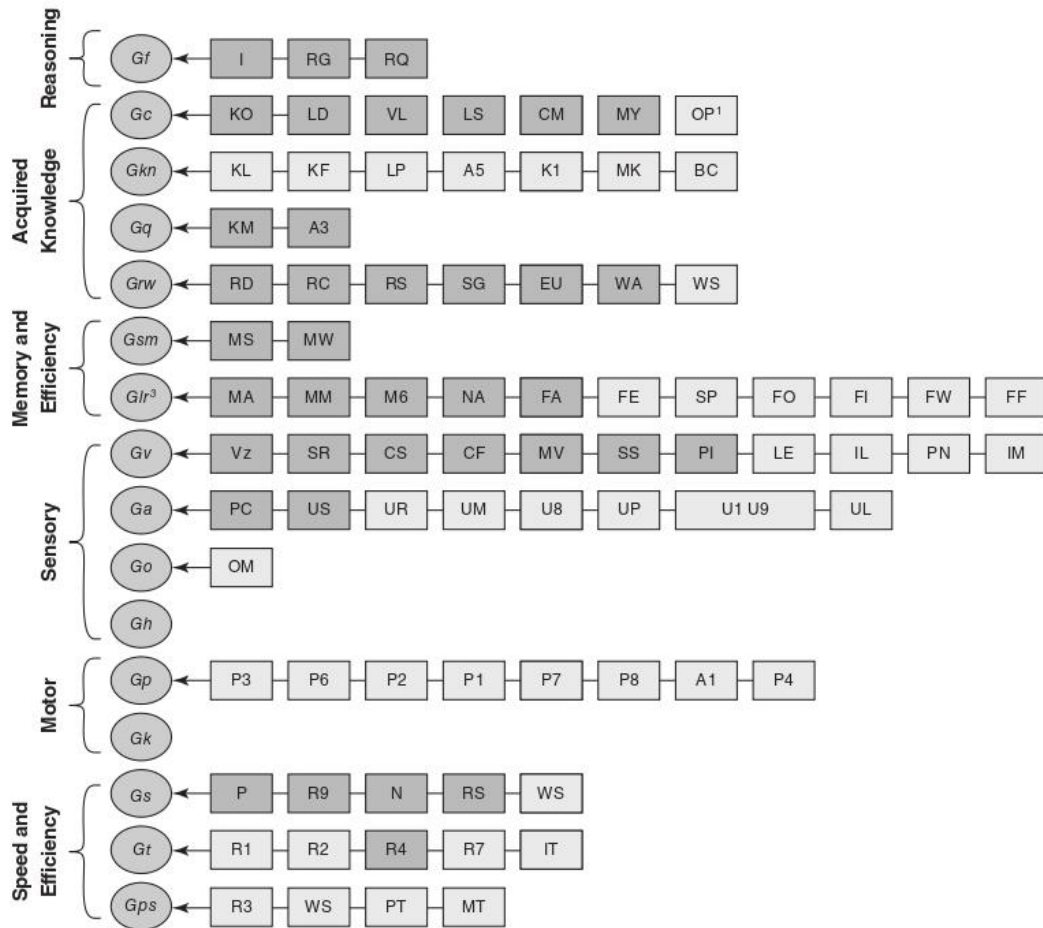 Reasoning
Gf I RG RQ
Acquired
Knowledge
Gc KO LD VL LS CM MY OP¹
Gkn KL KF LP A5 K1 MK BC
Gq KM A3
Grw RD RC RS SG EU WA WS
Memory and
Efficiency
Gsm MS MW
Glr³ MA MM M6 NA FA FE SP FO FI FW FF
Sensory
Gv Vz SR CS CF MV SS PI LE IL PN IM
Ga PC US UR UM U8 UP U1 U9 UL
Go OM
Gh
Motor
Gp P3 P6 P2 P1 P7 P8 A1 P4
Gk
Speed and
Efficiency
Gs P R9 N RS WS
Gt R1 R2 R4 R7 IT
Gps R3 WS PT MT